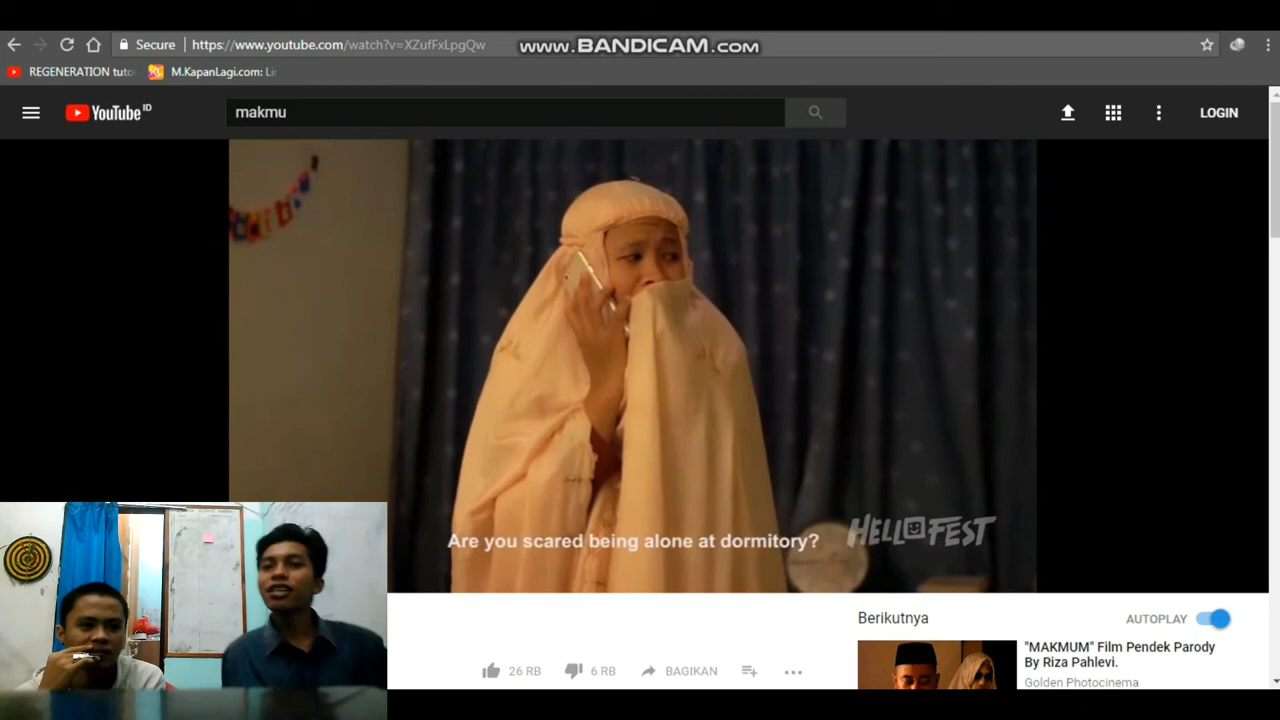 Secure
https://www.youtube.com/watch?v=XZufFxLpgQw
www.BANDICAM.com
REGENERATION tuto
M.KapanLagi.com: Li
YouTube ID
makmu
LOGIN
Are you scared being alone at dormitory?
HELLOFEST
Berikutnya
AUTOPLAY
26 RB
6 RB
BAGIKAN
"MAKMUM" Film Pendek Parody
By Riza Pahlevi.
Golden Photocinema